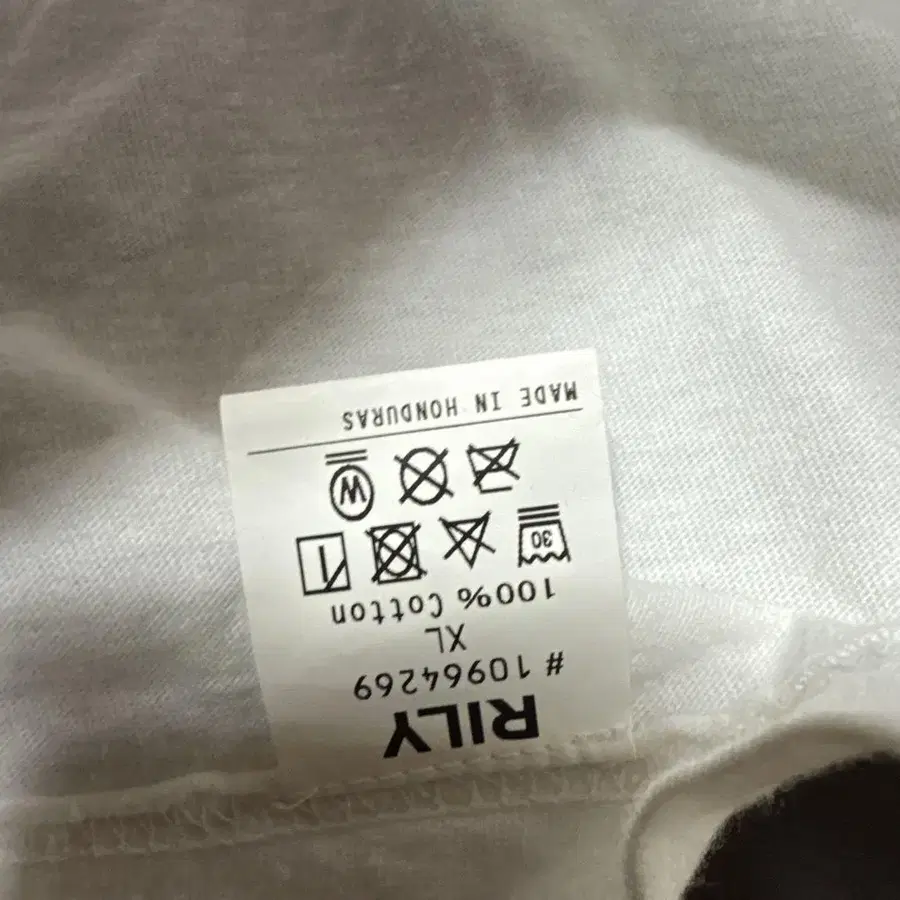 RILY
# 10964269
XL
100% Cotton
30
W
MADE IN HONDURAS